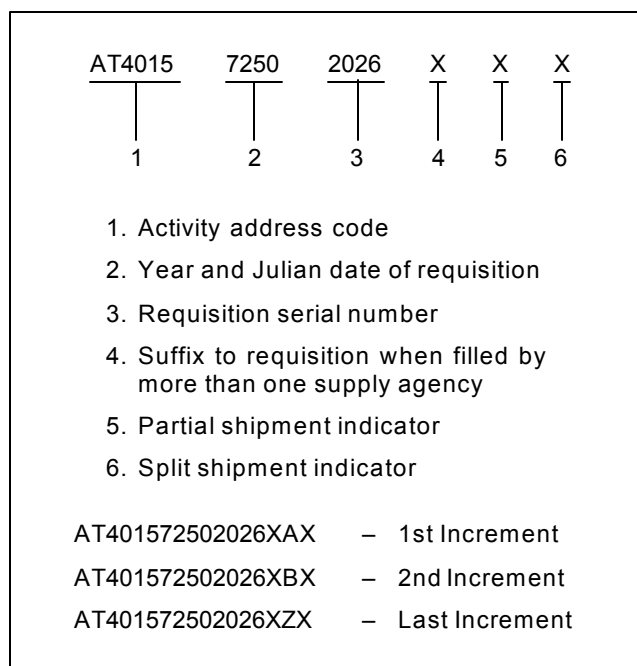 AT4015 7250 2026 X X X
1 2 3 4 5 6
1. Activity address code
2. Year and Julian date of requisition
3. Requisition serial number
4. Suffix to requisition when filled by
more than one supply agency
5. Partial shipment indicator
6. Split shipment indicator
AT401572502026XAX – 1st Increment
AT401572502026XBX – 2nd Increment
AT401572502026XZX – Last Increment